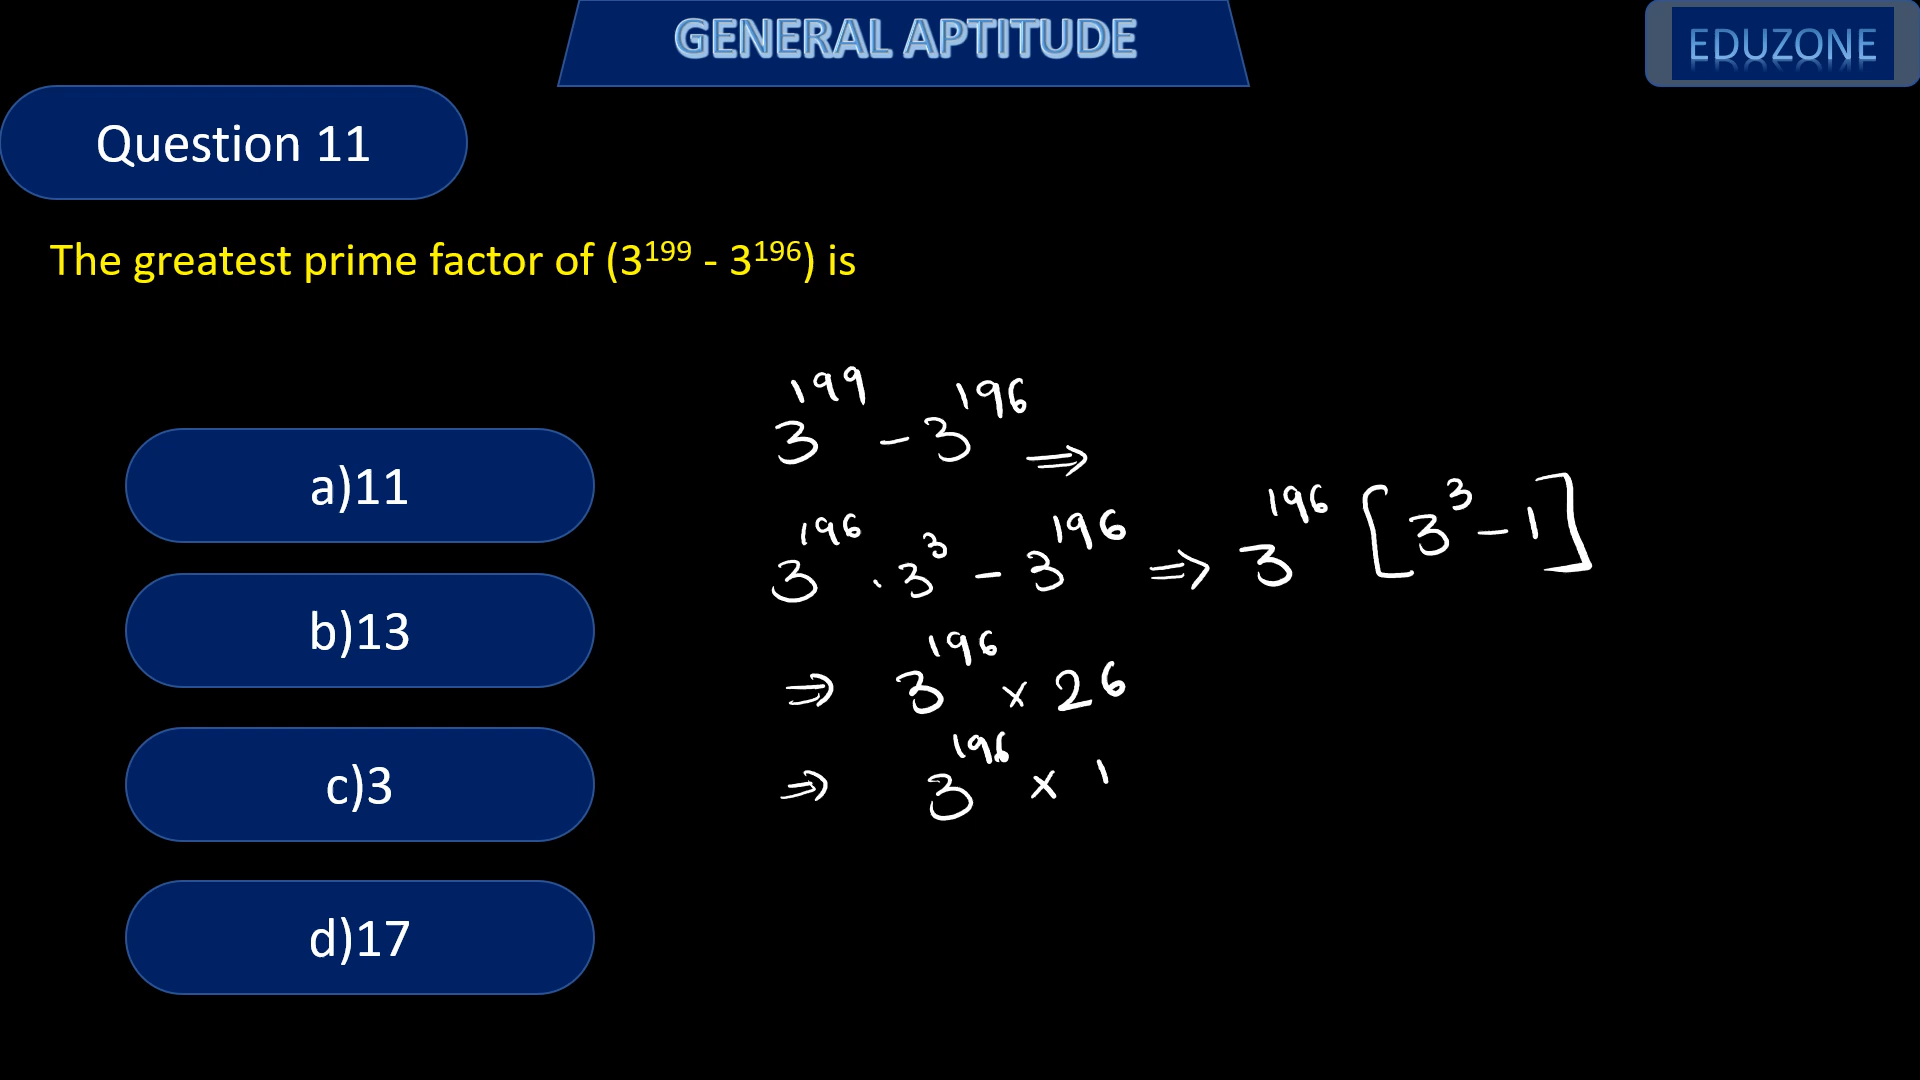 GENERAL APTITUDE
EDUZONE
Question 11
The greatest prime factor of (3¹⁹⁹ - 3¹⁹⁶) is
a)11
b)13
c)3
d)17
3¹⁹⁹ - 3¹⁹⁶ ⇒
3¹⁹⁶ . 3³ - 3¹⁹⁶ ⇒ 3¹⁹⁶ [3³ - 1]
⇒ 3¹⁹⁶ × 26
⇒ 3¹⁹⁶ × 1